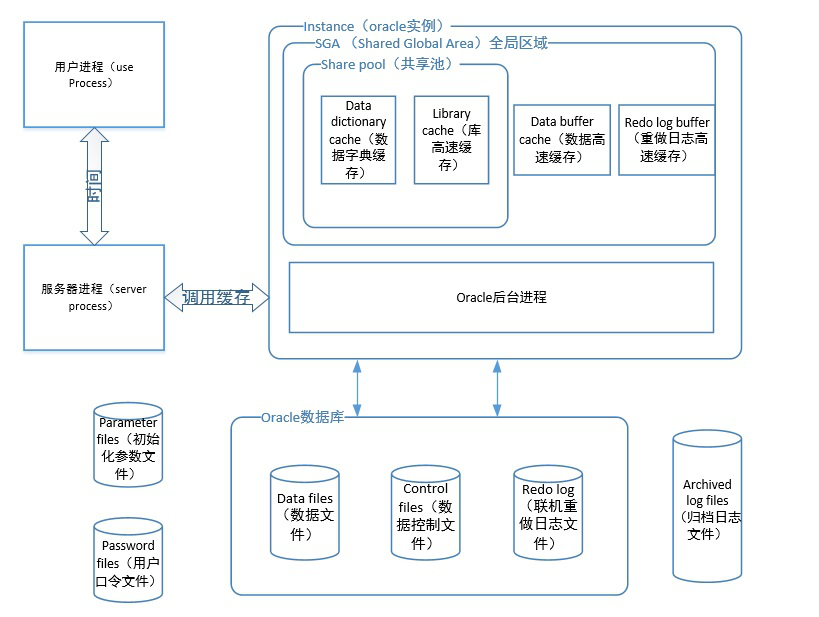 Instance（oracle实例）
SGA （Shared Global Area）全局区域
Share pool（共享池）
用户进程（use
Process）
Data
dictionary
cache（数
据字典缓
存）
Library
cache（库
高速缓
存）
Data buffer
cache（数据高
速缓存）
Redo log buffer
（重做日志高
速缓存）
时间
服务器进程（server
process）
调用缓存
Oracle后台进程
Oracle数据库
Parameter
files（初始
化参数文
件）
Password
files（用户
口令文件）
Data files
（数据文
件）
Control
files（数
据控制文
件）
Redo log
（联机重
做日志文
件）
Archived
log files
（归档日志
文件）